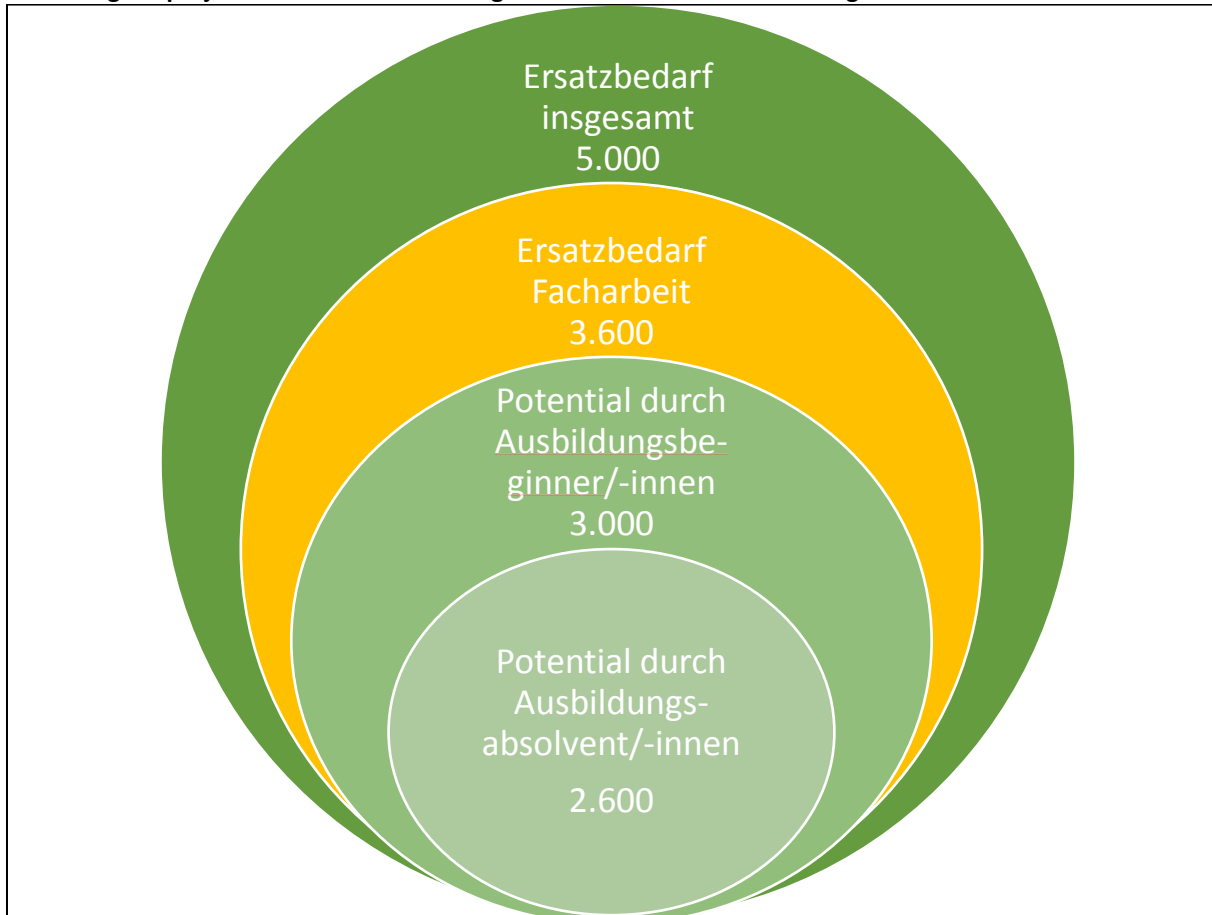 Ersatzbedarf
insgesamt
5.000
Ersatzbedarf
Facharbeit
3.600
Potential durch
Ausbildungsbe-
ginner/-innen
3.000
Potential durch
Ausbildungs-
absolvent/-innen
2.600